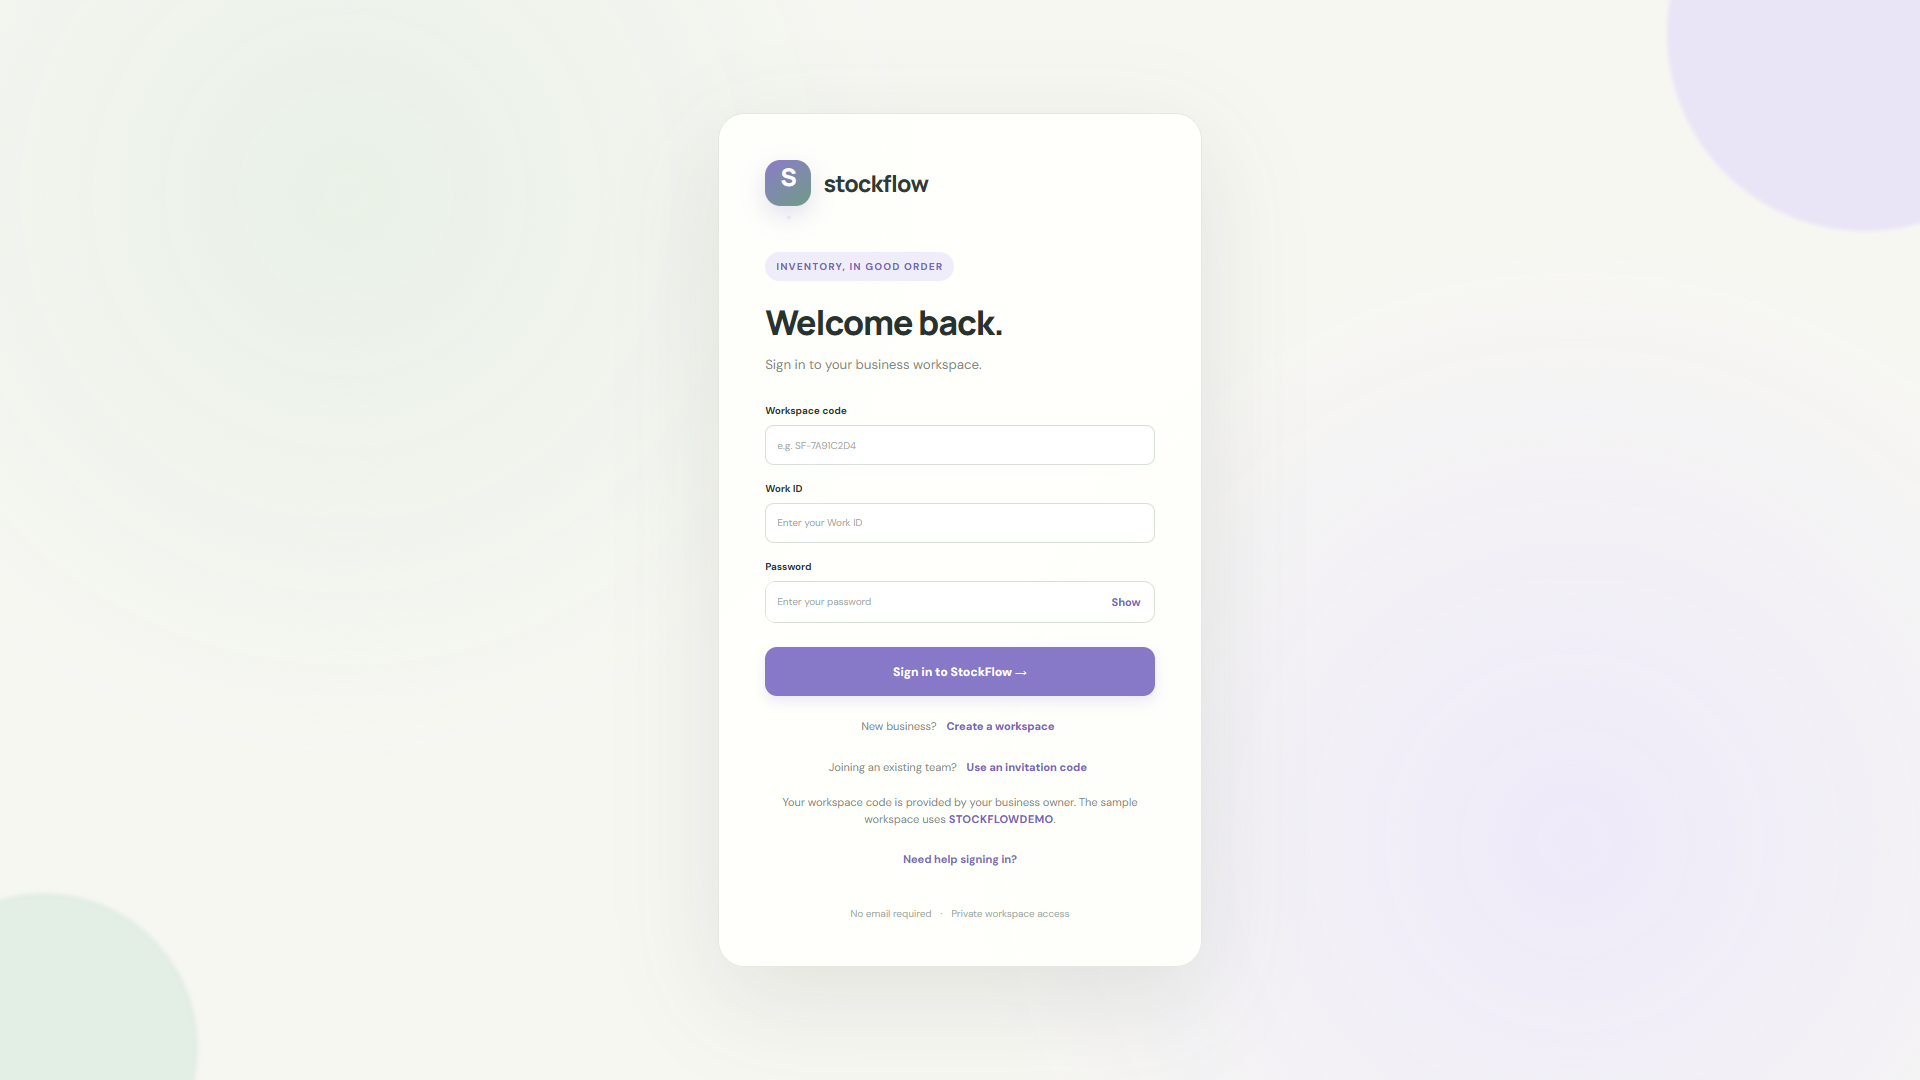 S
stockflow
INVENTORY, IN GOOD ORDER
Welcome back.
Sign in to your business workspace.
Workspace code
e.g. SF-7A91C2D4
Work ID
Enter your Work ID
Password
Enter your password Show
Sign in to StockFlow →
New business? Create a workspace
Joining an existing team? Use an invitation code
Your workspace code is provided by your business owner. The sample
workspace uses STOCKFLOWDEMO.
Need help signing in?
No email required · Private workspace access